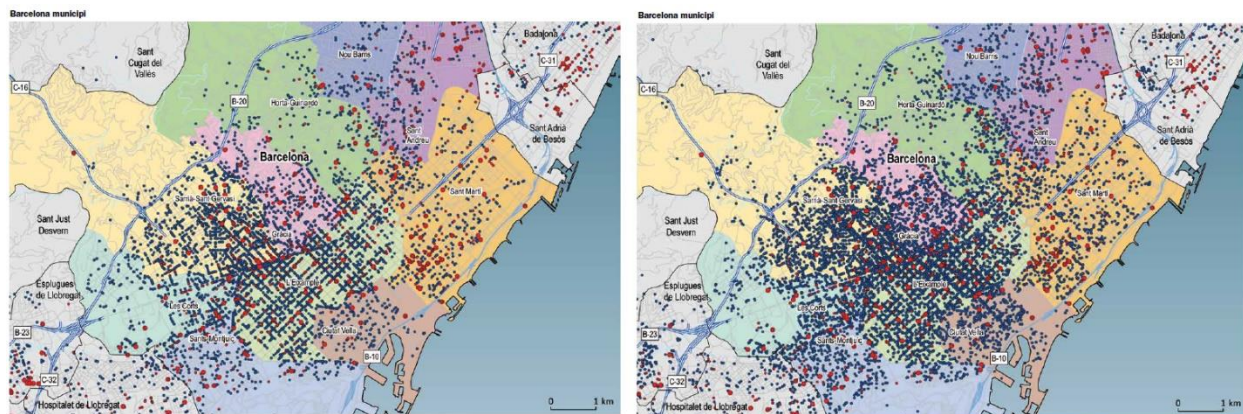 Barcelona municipi
Sant
Cugat del
Vallès
Nou Barris
Badalona
C-31
C-16
B-20
Horta-Guinardó
Sant Adrià
de Besòs
Sant
Andreu
Barcelona
Sant Martí
Sarrià-Sant Gervasi
Sant Just
Desvern
Gràcia
Esplugues
de Llobregat
L'Eixample
Les Corts
Ciutat Vella
B-23
Sants-Montjuïc
B-10
C-32
Hospitalet de Llobregat
0 1 km
Barcelona municipi
Sant
Cugat del
Vallès
Nou Barris
Badalona
C-31
C-16
B-20
Horta-Guinardó
Sant Adrià
de Besòs
Sant
Andreu
Barcelona
Sant Martí
Sarrià-Sant Gervasi
Sant Just
Desvern
Gràcia
Esplugues
de Llobregat
L'Eixample
Les Corts
Ciutat Vella
B-23
Sants-Montjuïc
B-10
C-32
Hospitalet de Llobregat
0 1 km